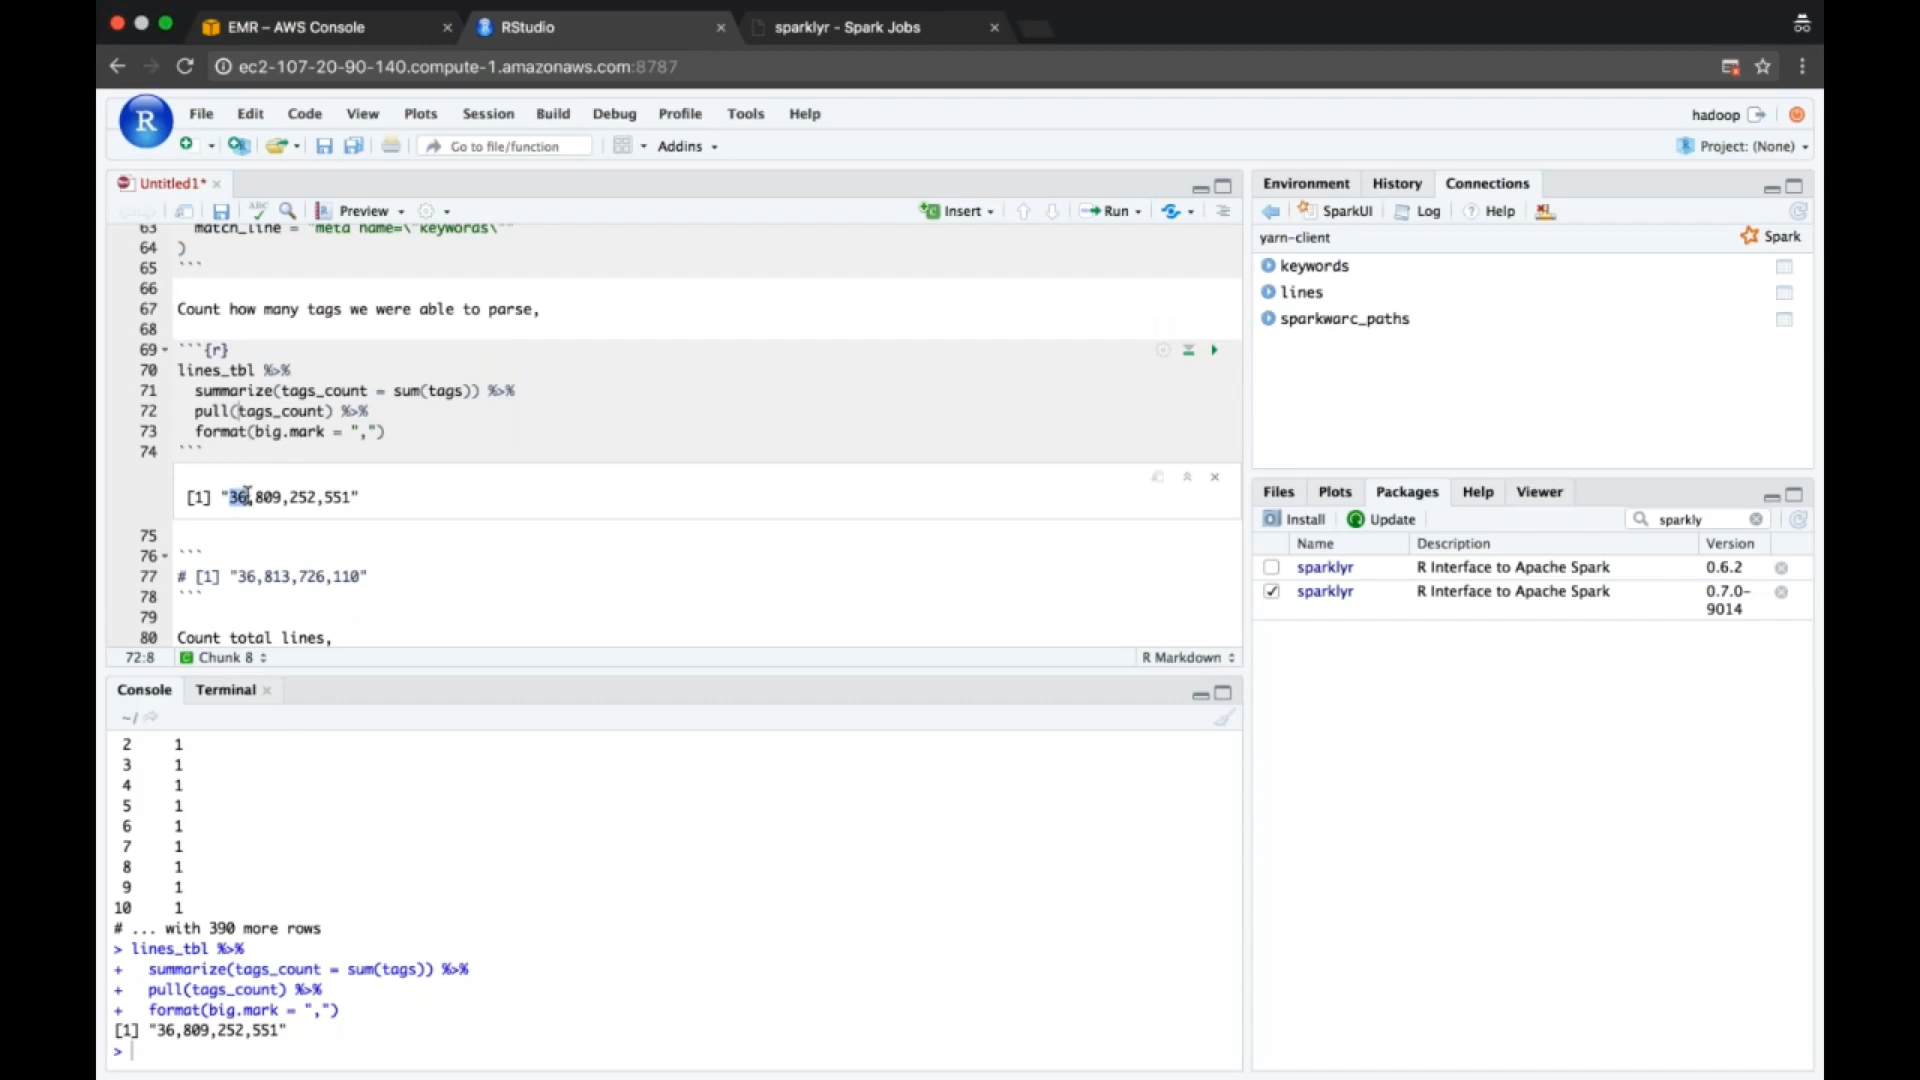 EMR – AWS Console
RStudio
sparklyr - Spark Jobs
ec2-107-20-90-140.compute-1.amazonaws.com:8787
R
File Edit Code View Plots Session Build Debug Profile Tools Help
hadoop
Go to file/function
Addins
Project: (None)
Untitled1*
ABC
Preview
Insert
Run
63 match_line = "meta name=\"keywords\""
64 )
65 ```
66
67 Count how many tags we were able to parse,
68
69 ```{r}
70 lines_tbl %>%
71 summarize(tags_count = sum(tags)) %>%
72 pull(tags_count) %>%
73 format(big.mark = ",")
74 ```
[1] "36,809,252,551"
75
76 ```
77 # [1] "36,813,726,110"
78 ```
79
80 Count total lines,
72:8 Chunk 8 R Markdown
Console Terminal
~/
2 1
3 1
4 1
5 1
6 1
7 1
8 1
9 1
10 1
# ... with 390 more rows
> lines_tbl %>%
+ summarize(tags_count = sum(tags)) %>%
+ pull(tags_count) %>%
+ format(big.mark = ",")
[1] "36,809,252,551"
>
Environment History Connections
SparkUI Log Help
yarn-client Spark
keywords
lines
sparkwarc_paths
Files Plots Packages Help Viewer
Install Update sparkly
Name Description Version
sparklyr R Interface to Apache Spark 0.6.2
sparklyr R Interface to Apache Spark 0.7.0-
9014